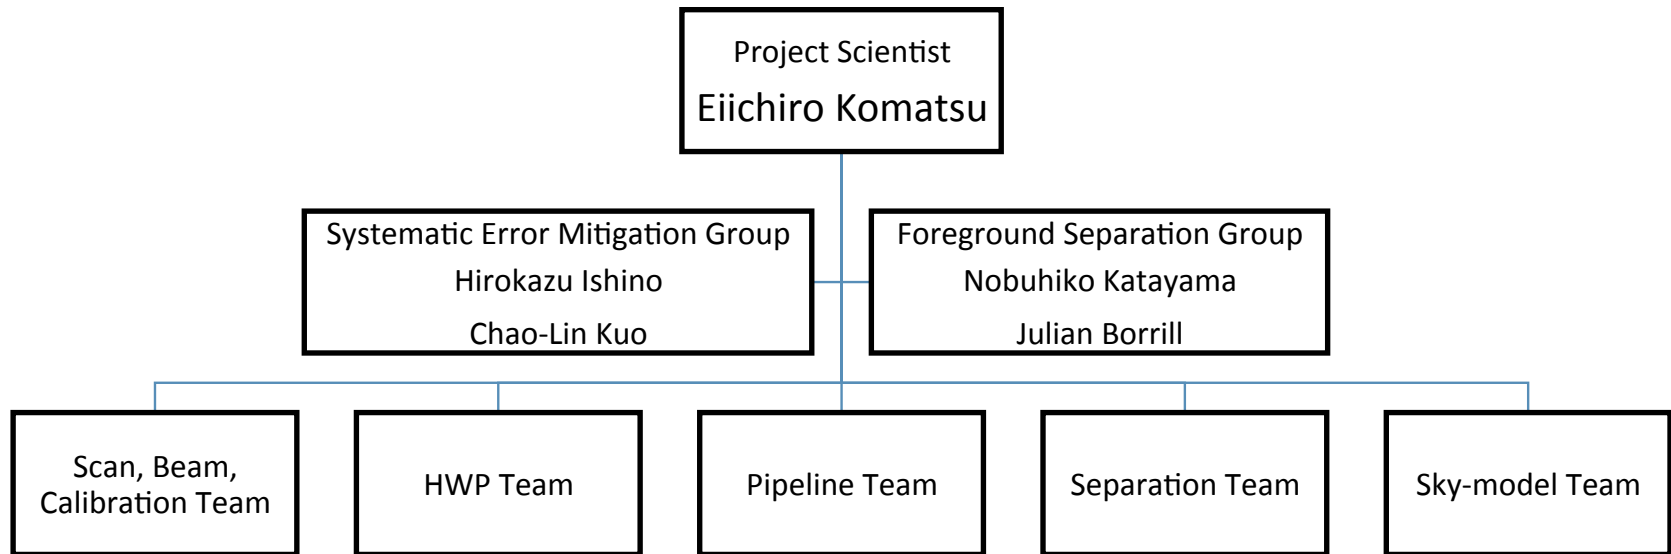 Project Scientist
Eiichiro Komatsu
Systematic Error Mitigation Group
Hirokazu Ishino
Chao-Lin Kuo
Foreground Separation Group
Nobuhiko Katayama
Julian Borrill
Scan, Beam,
Calibration Team
HWP Team
Pipeline Team
Separation Team
Sky-model Team